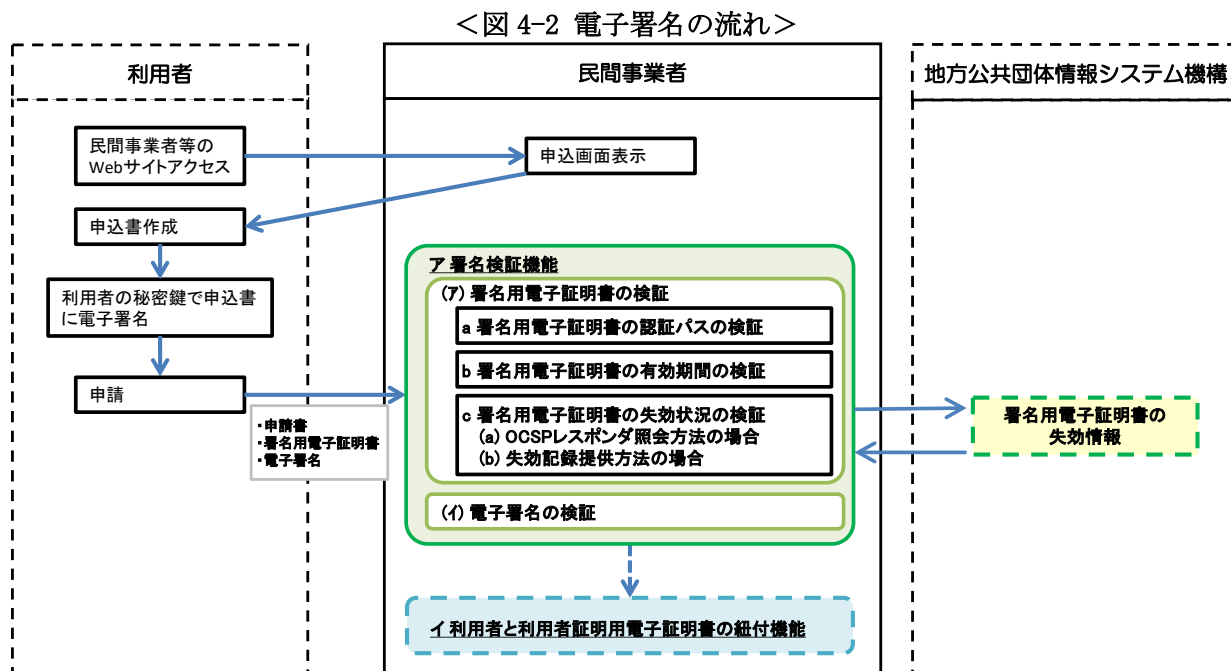 ＜図 4-2 電子署名の流れ＞
利用者
民間事業者
地方公共団体情報システム機構
民間事業者等の
Webサイトアクセス
申込画面表示
申込書作成
利用者の秘密鍵で申込書
に電子署名
申請
・申請書
・署名用電子証明書
・電子署名
ア 署名検証機能
(ア) 署名用電子証明書の検証
a 署名用電子証明書の認証パスの検証
b 署名用電子証明書の有効期間の検証
c 署名用電子証明書の失効状況の検証
(a) OCSPレスポンダ照会方法の場合
(b) 失効記録提供方法の場合
(イ) 電子署名の検証
署名用電子証明書の
失効情報
イ 利用者と利用者証明用電子証明書の紐付機能